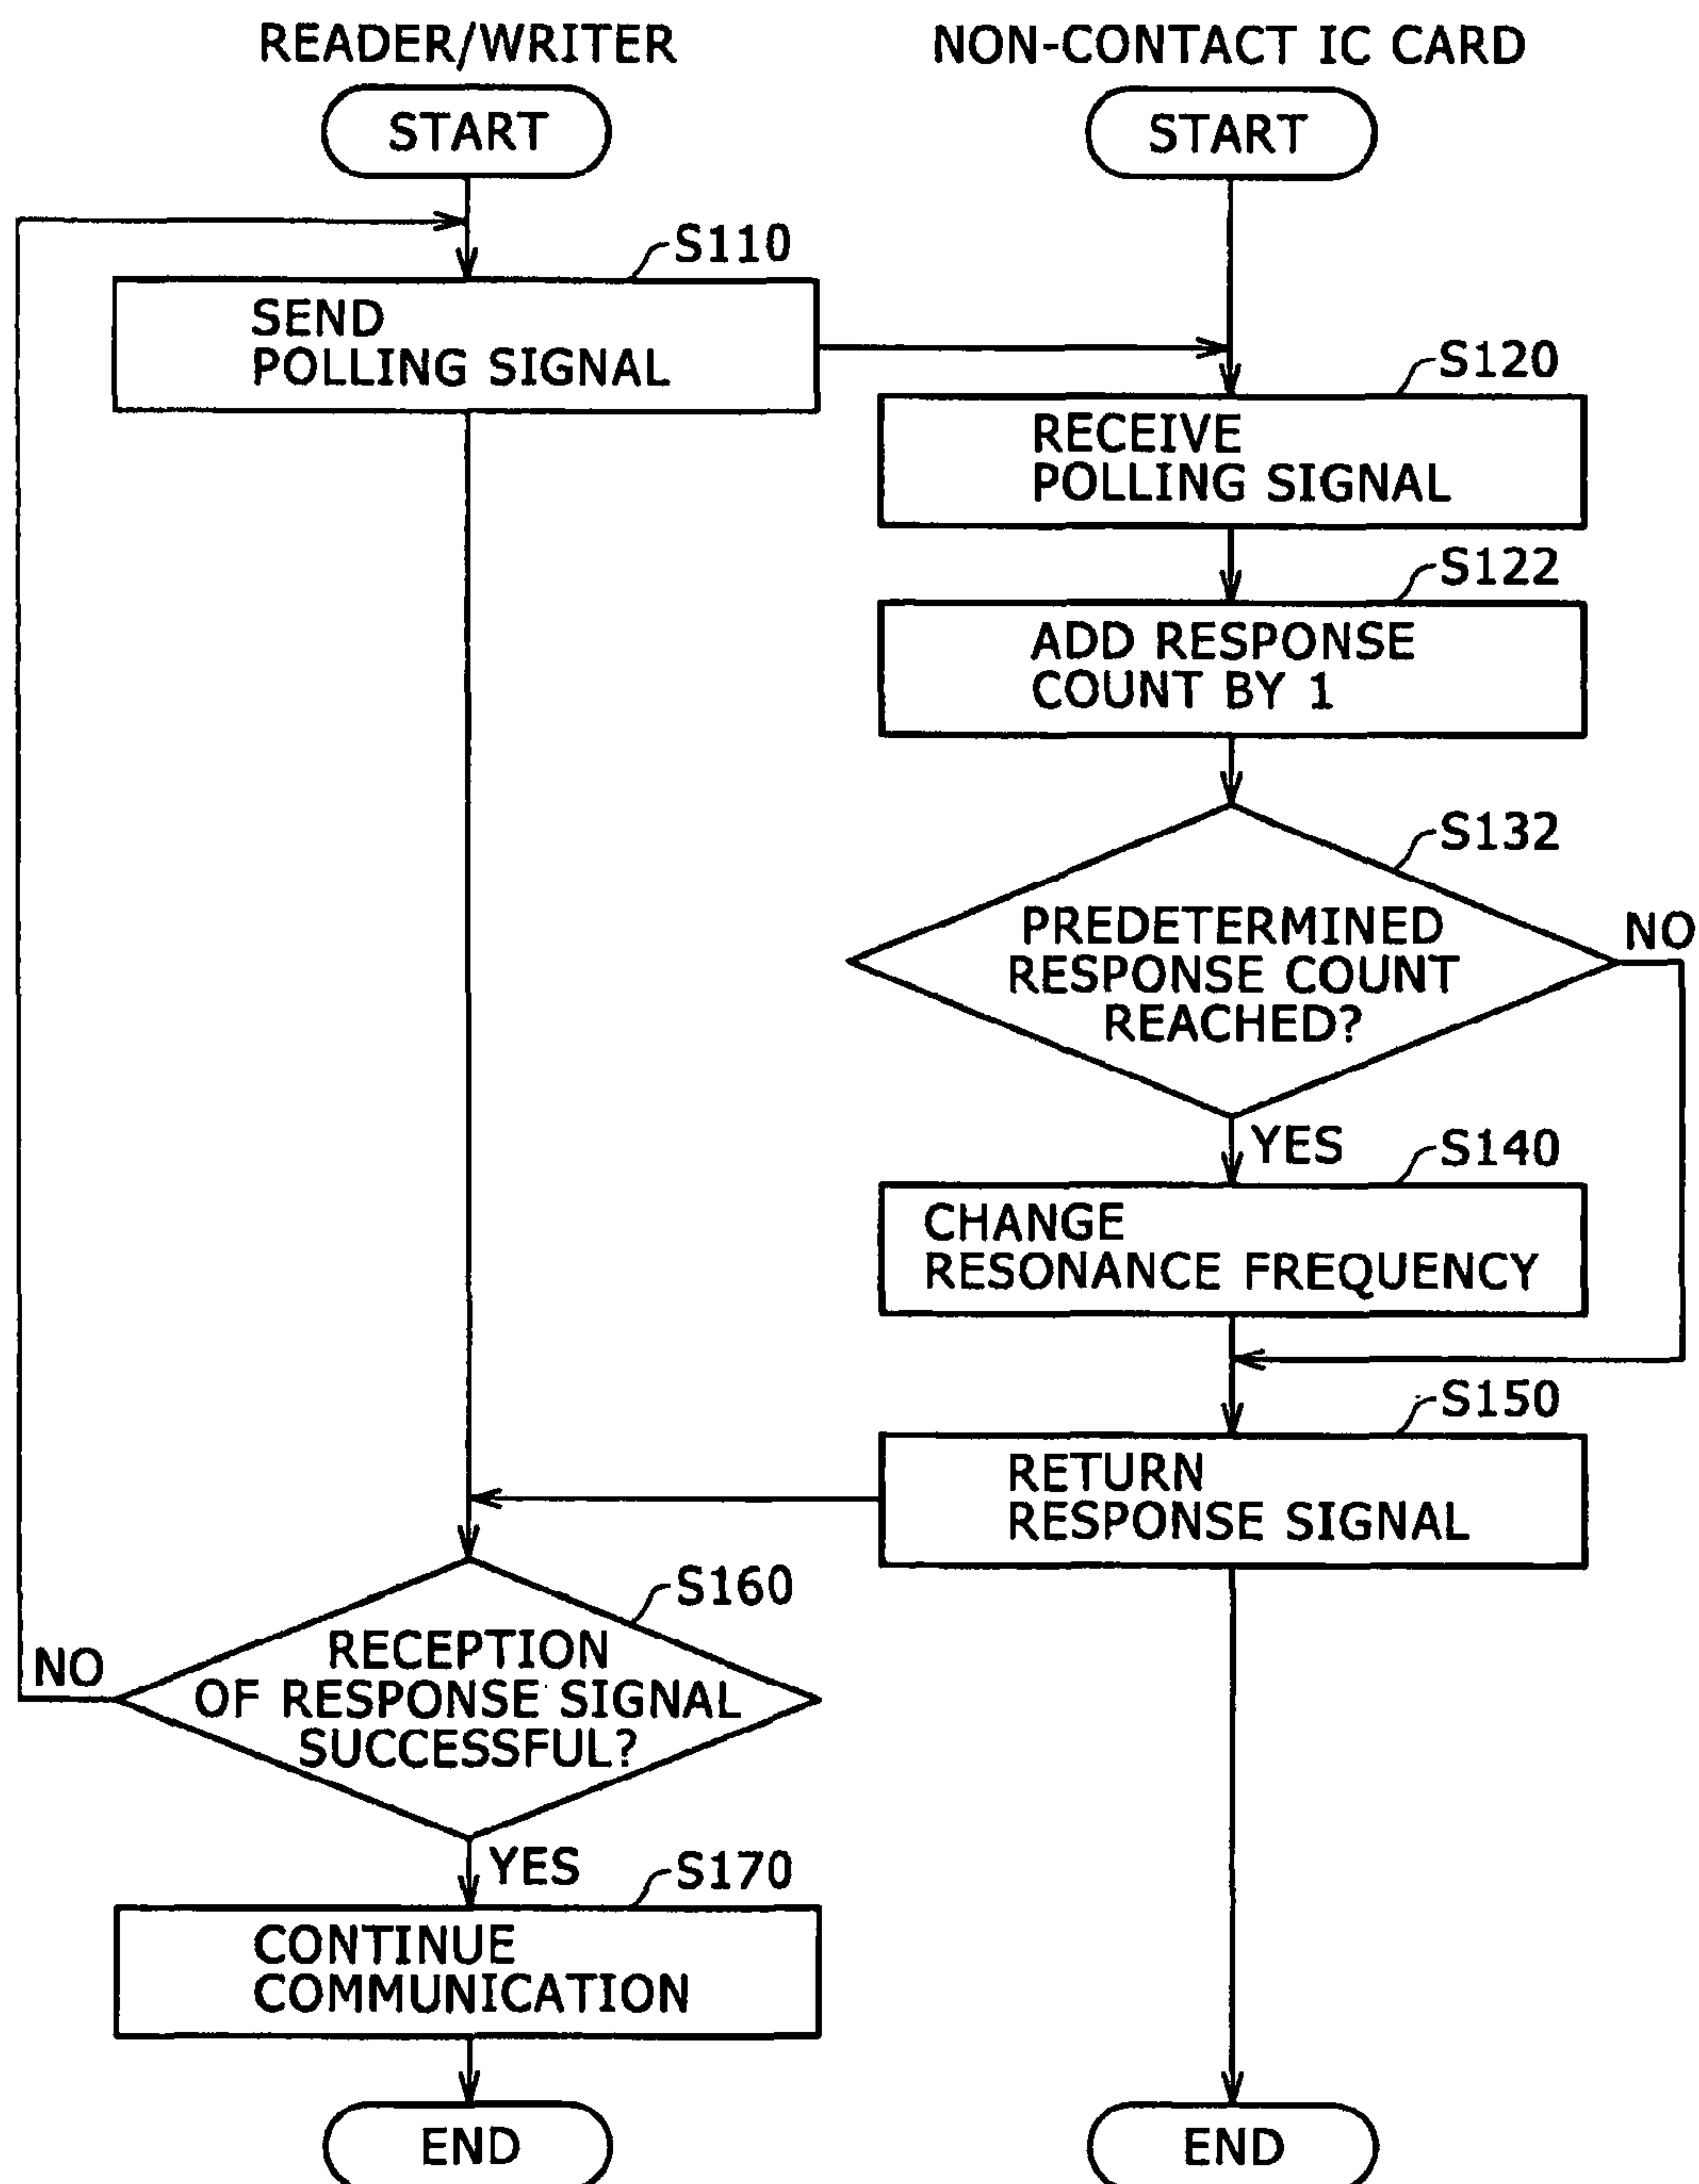 READER/WRITER
NON-CONTACT IC CARD
START
START
S110
SEND
POLLING SIGNAL
S120
RECEIVE
POLLING SIGNAL
S122
ADD RESPONSE
COUNT BY 1
S132
PREDETERMINED
RESPONSE COUNT
REACHED?
NO
YES
S140
CHANGE
RESONANCE FREQUENCY
S150
RETURN
RESPONSE SIGNAL
S160
RECEPTION
OF RESPONSE SIGNAL
SUCCESSFUL?
NO
YES
S170
CONTINUE
COMMUNICATION
END
END